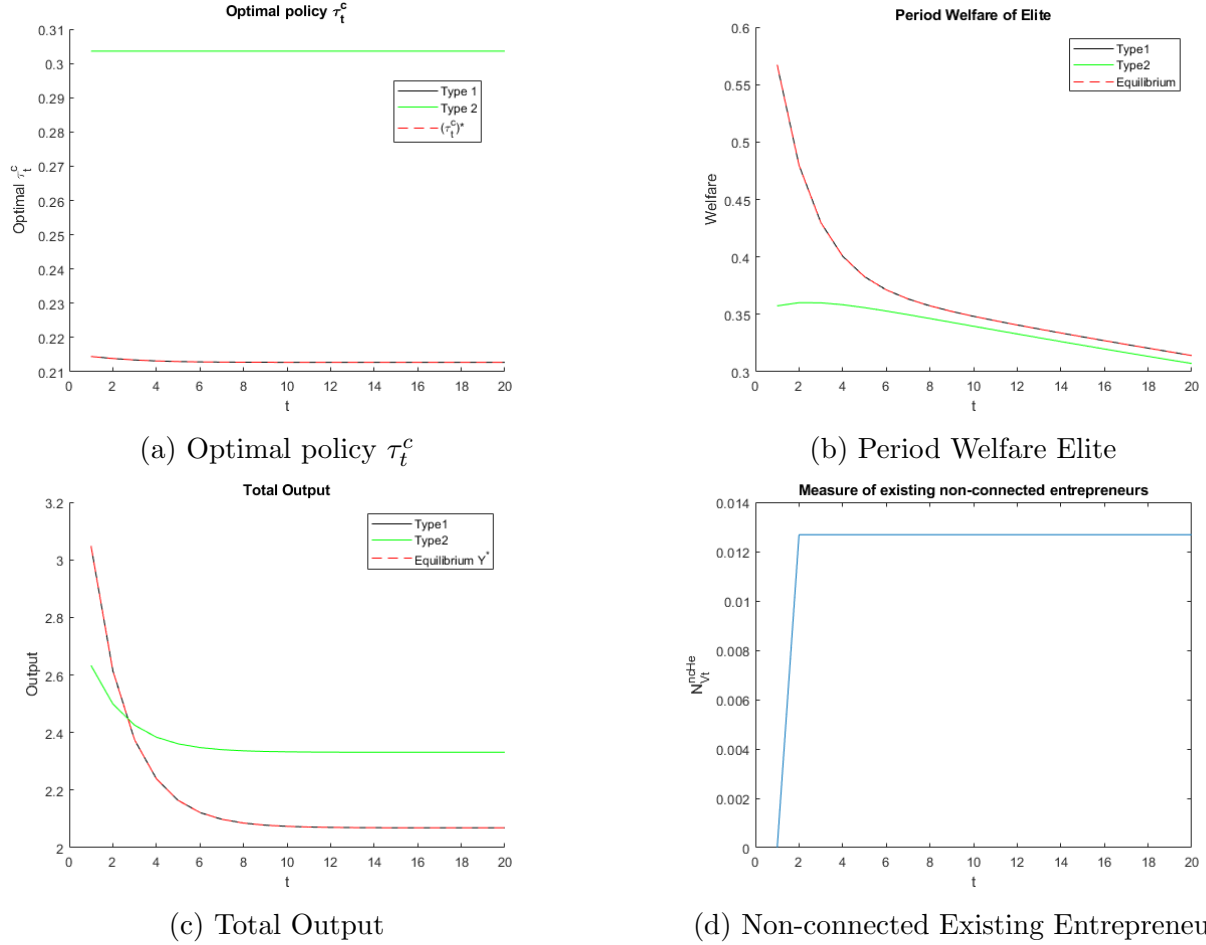 Optimal policy τ_t^c
0.31
0.3
0.29
0.28
0.27
0.26
0.25
0.24
0.23
0.22
0.21
Optimal τ_t^c
Type 1
Type 2
(τ_t^c)*
0 2 4 6 8 10 12 14 16 18 20
t
(a) Optimal policy τ_t^c
Period Welfare of Elite
0.6
0.55
0.5
0.45
0.4
0.35
0.3
Welfare
Type1
Type2
Equilibrium
0 2 4 6 8 10 12 14 16 18 20
t
(b) Period Welfare Elite
Total Output
3.2
3
2.8
2.6
2.4
2.2
2
Output
Type1
Type2
Equilibrium Y*
0 2 4 6 8 10 12 14 16 18 20
t
(c) Total Output
Measure of existing non-connected entrepreneurs
0.014
0.012
0.01
0.008
0.006
0.004
0.002
0
N_Vt^ncHe
0 2 4 6 8 10 12 14 16 18 20
t
(d) Non-connected Existing Entrepreneu